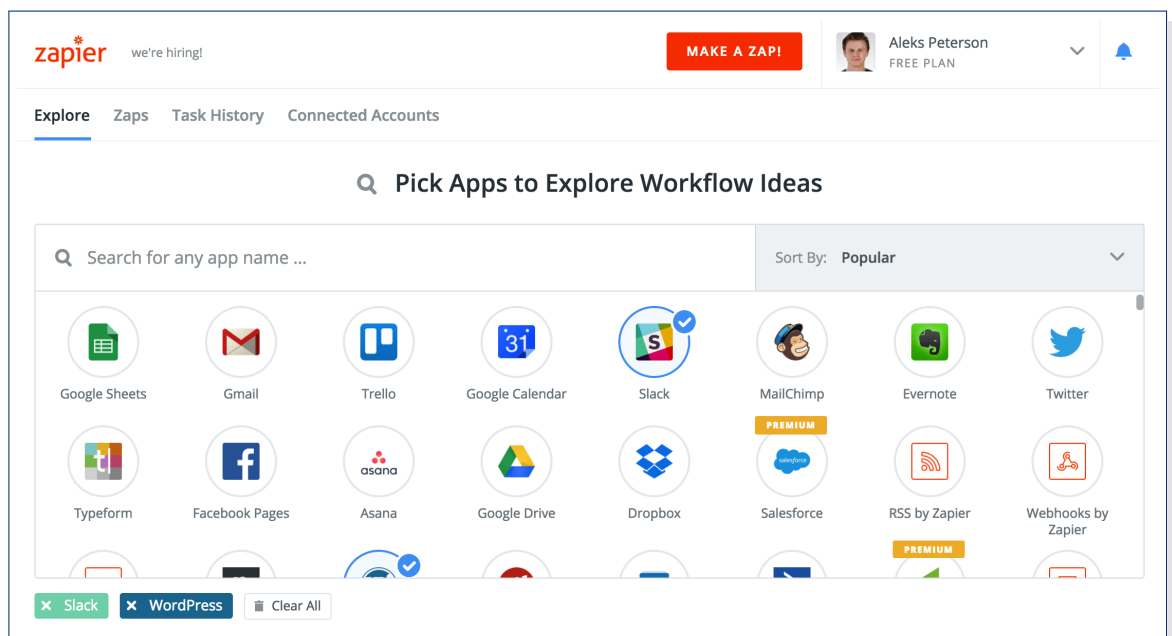 zapier
we're hiring!
MAKE A ZAP!
Aleks Peterson
FREE PLAN
Explore
Zaps
Task History
Connected Accounts
Pick Apps to Explore Workflow Ideas
Search for any app name ...
Sort By: Popular
31
S
Google Sheets
Gmail
Trello
Google Calendar
Slack
MailChimp
Evernote
Twitter
PREMIUM
t
f
asana
salesforce
Typeform
Facebook Pages
Asana
Google Drive
Dropbox
Salesforce
RSS by Zapier
Webhooks by
Zapier
PREMIUM
Slack
WordPress
Clear All